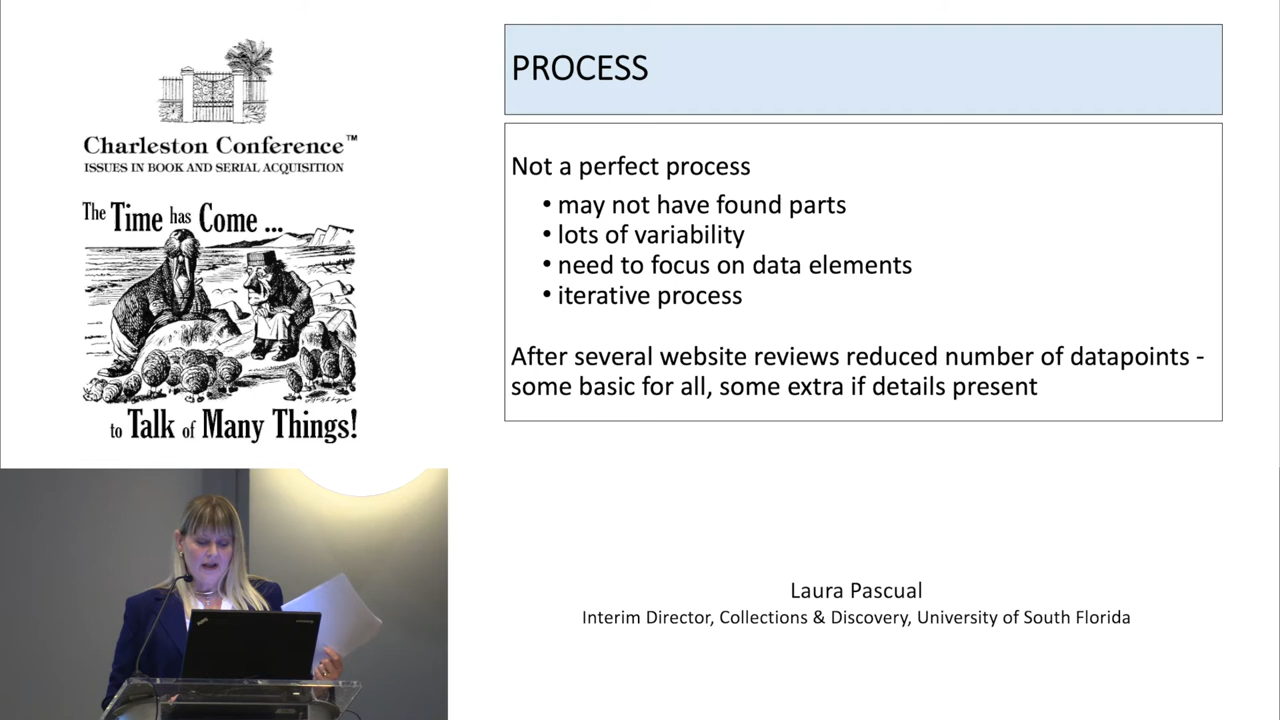 Charleston Conference™
ISSUES IN BOOK AND SERIAL ACQUISITION
The Time has Come ...
to Talk of Many Things!
PROCESS
Not a perfect process
• may not have found parts
• lots of variability
• need to focus on data elements
• iterative process
After several website reviews reduced number of datapoints -
some basic for all, some extra if details present
Laura Pascual
Interim Director, Collections & Discovery, University of South Florida